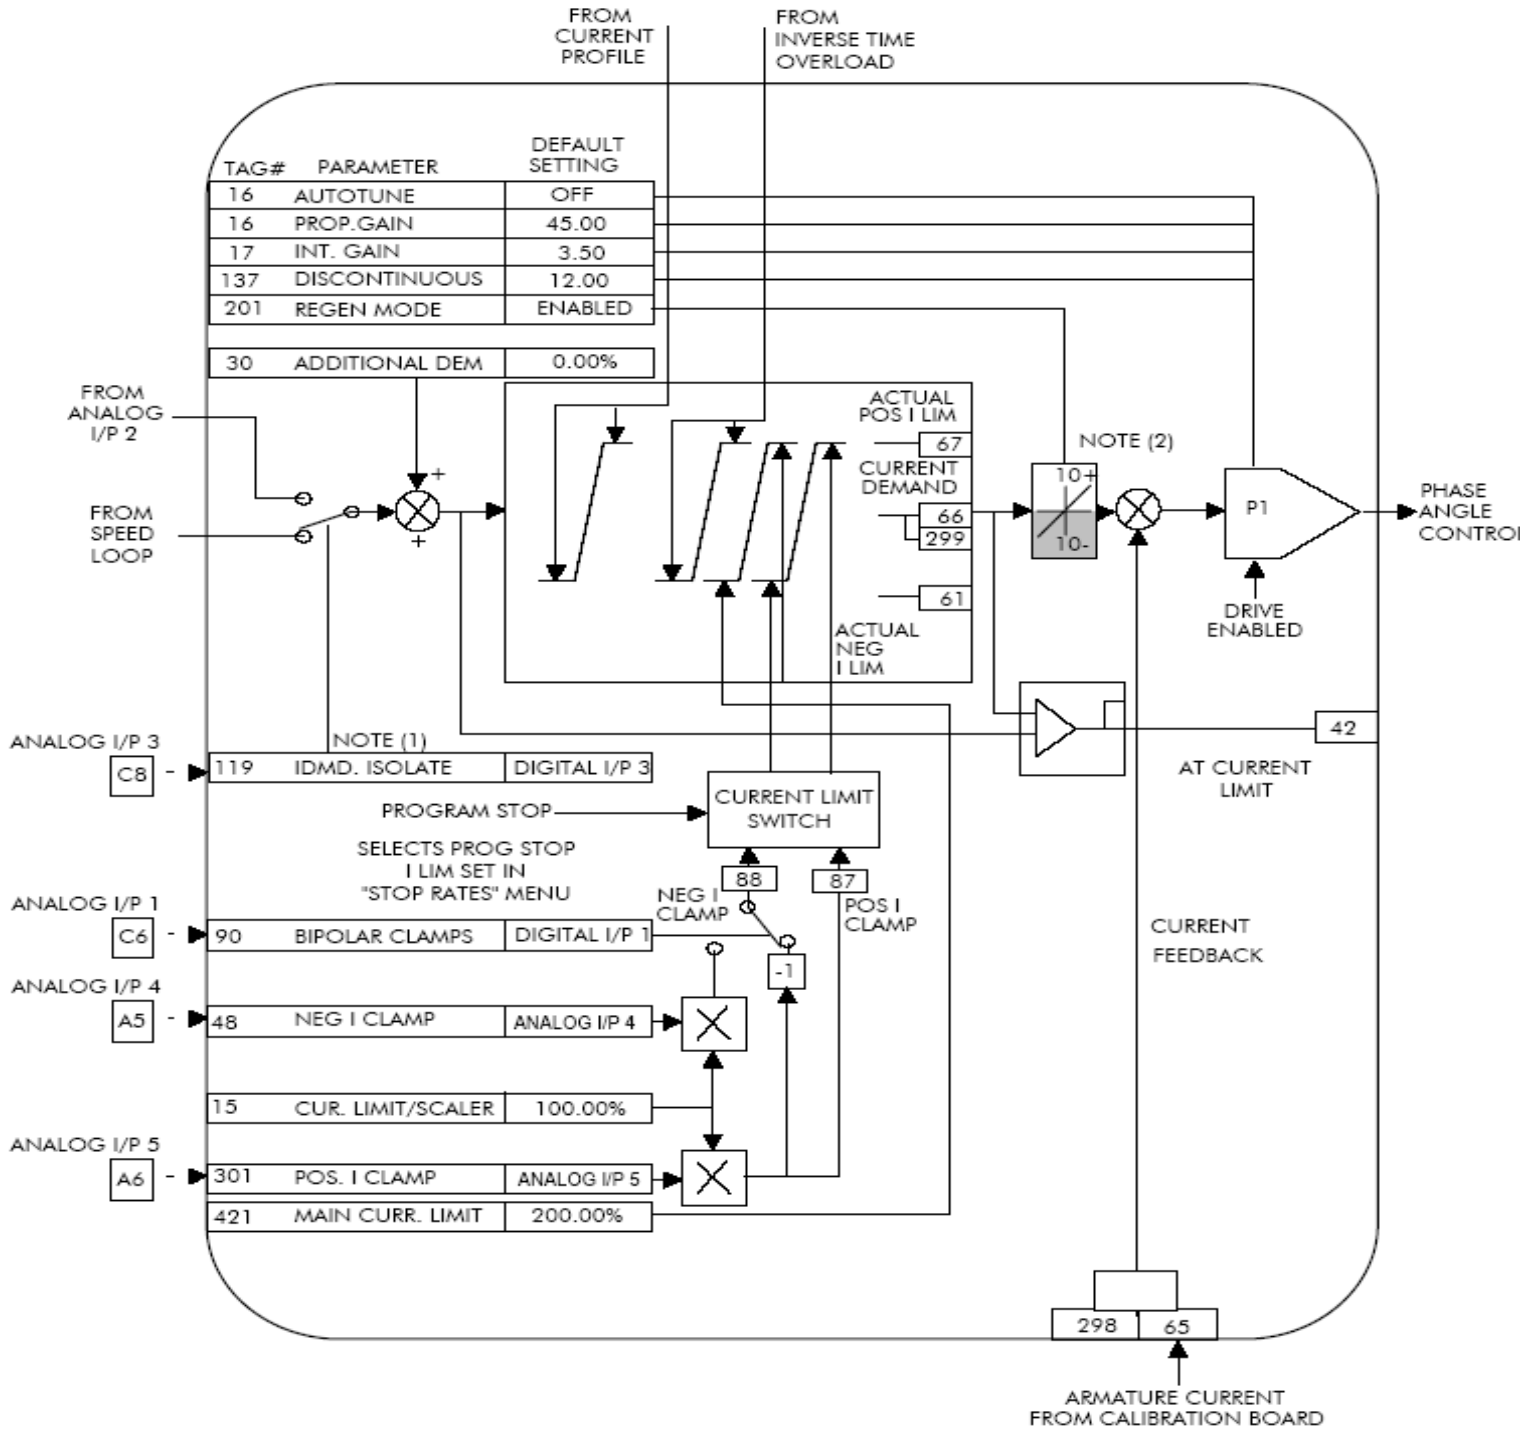 FROM
CURRENT
PROFILE
FROM
INVERSE TIME
OVERLOAD
TAG# PARAMETER DEFAULT
SETTING
16 AUTOTUNE OFF
16 PROP.GAIN 45.00
17 INT. GAIN 3.50
137 DISCONTINUOUS 12.00
201 REGEN MODE ENABLED
30 ADDITIONAL DEM 0.00%
FROM
ANALOG
I/P 2
FROM
SPEED
LOOP
+
+
ACTUAL
POS I LIM
67
CURRENT
DEMAND
66
299
61
ACTUAL
NEG
I LIM
NOTE (2)
10+
10-
P1
PHASE
ANGLE
CONTROL
DRIVE
ENABLED
42
AT CURRENT
LIMIT
ANALOG I/P 3
C8 -
NOTE (1)
119 IDMD. ISOLATE DIGITAL I/P 3
PROGRAM STOP
CURRENT LIMIT
SWITCH
SELECTS PROG STOP
I LIM SET IN
"STOP RATES" MENU
88
87
NEG I
CLAMP
POS I
CLAMP
ANALOG I/P 1
C6 -
90 BIPOLAR CLAMPS DIGITAL I/P 1
-1
CURRENT
FEEDBACK
ANALOG I/P 4
A5 -
48 NEG I CLAMP ANALOG I/P 4
15 CUR. LIMIT/SCALER 100.00%
ANALOG I/P 5
A6 -
301 POS. I CLAMP ANALOG I/P 5
421 MAIN CURR. LIMIT 200.00%
298 65
ARMATURE CURRENT
FROM CALIBRATION BOARD